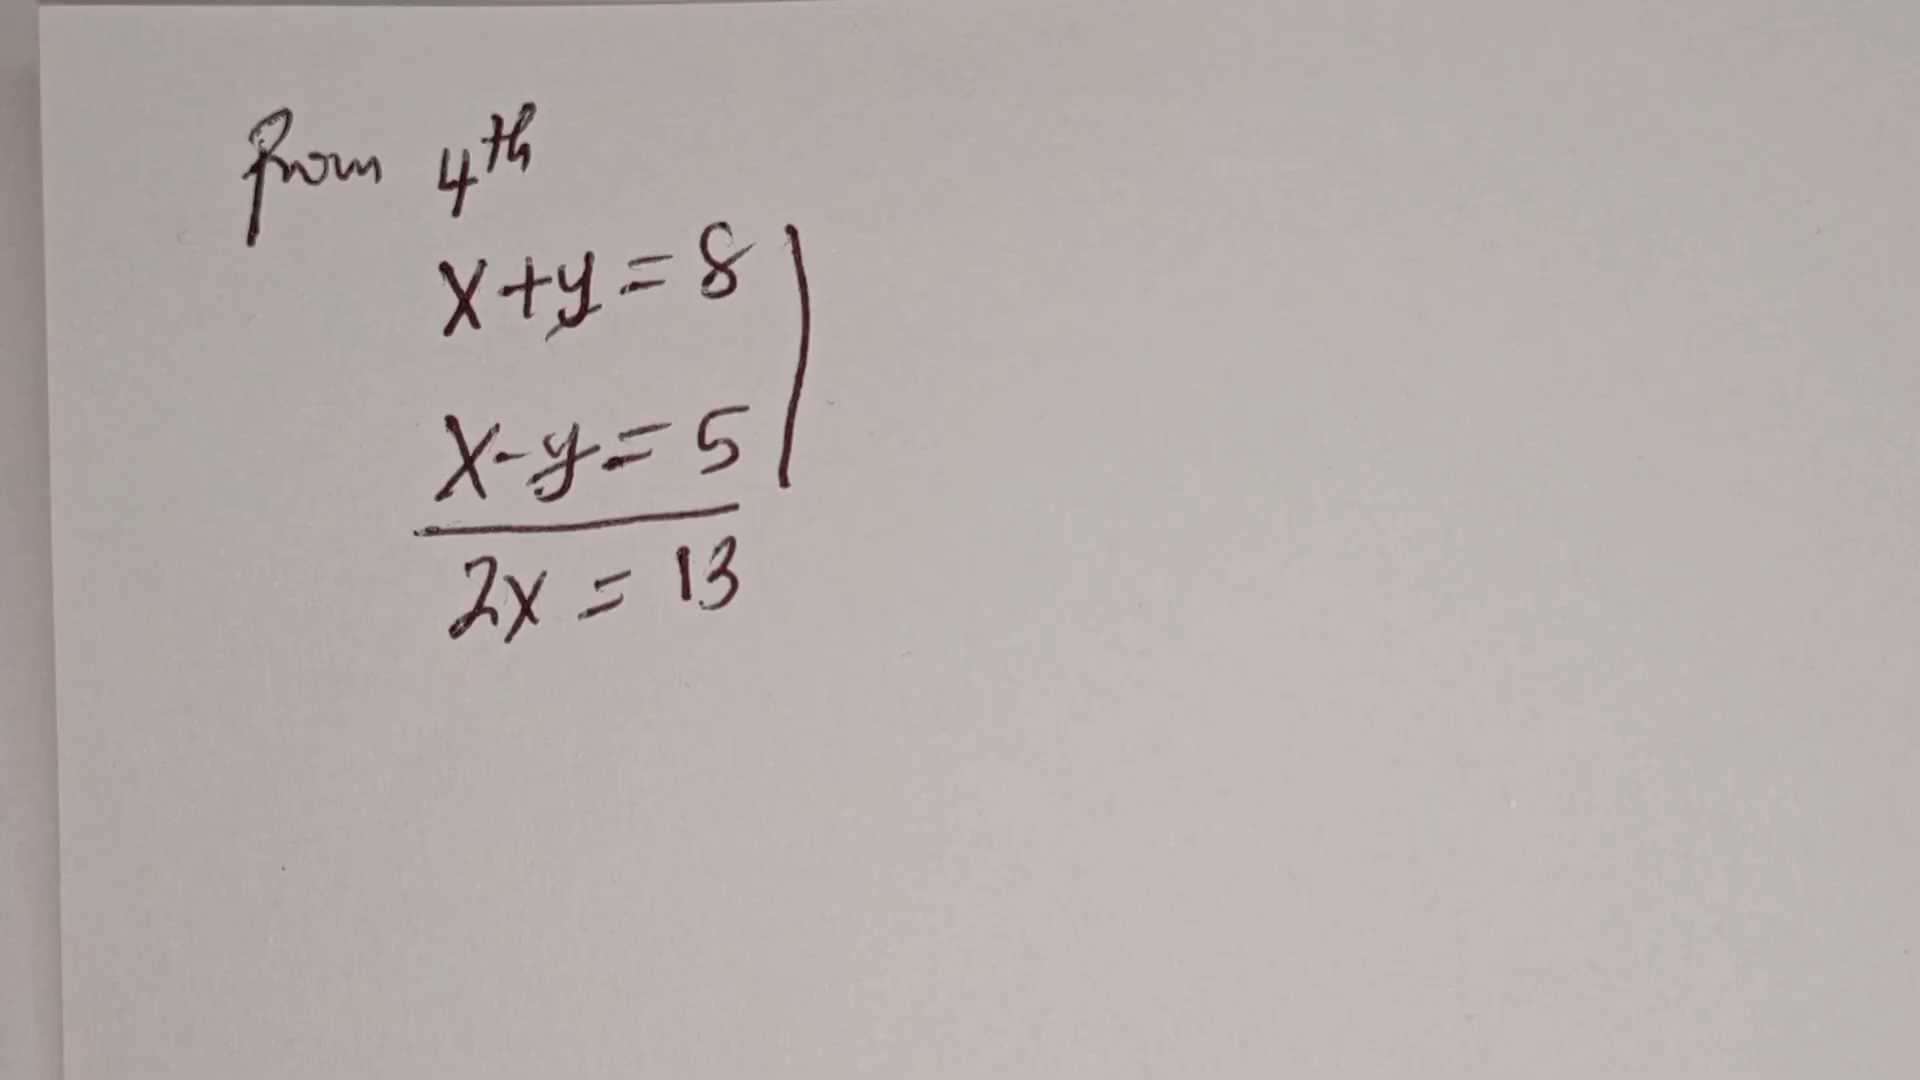 from 4th
x+y=8
x-y=5
2x = 13